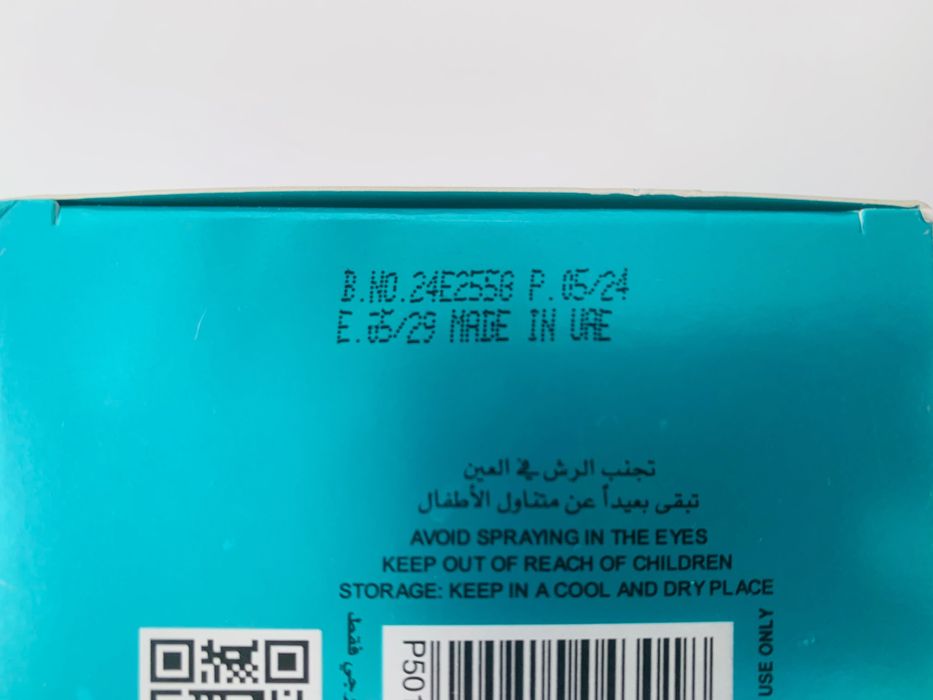 B.NO.24E2558 P.05/24
E.05/29 MADE IN UAE
تجنب الرش في العين
تبقى بعيداً عن متناول الأطفال
AVOID SPRAYING IN THE EYES
KEEP OUT OF REACH OF CHILDREN
STORAGE: KEEP IN A COOL AND DRY PLACE
فقط
P501
USE ONLY